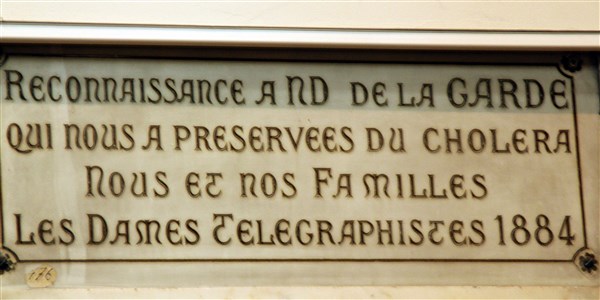 RECONNAISSANCE A ND DE LA GARDE
QUI NOUS A PRESERVEES DU CHOLERA
NOUS ET NOS FAMILLES
LES DAMES TELEGRAPHISTES 1884